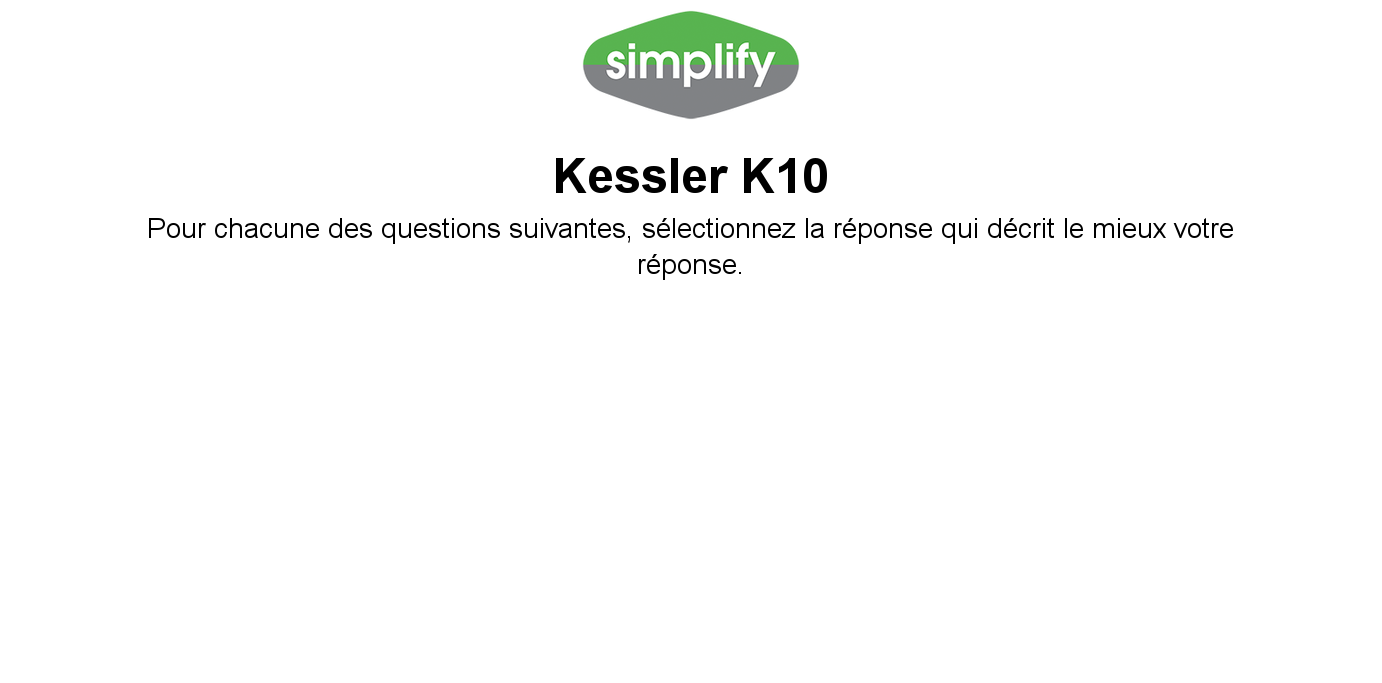 simplify
Kessler K10
Pour chacune des questions suivantes, sélectionnez la réponse qui décrit le mieux votre
réponse.